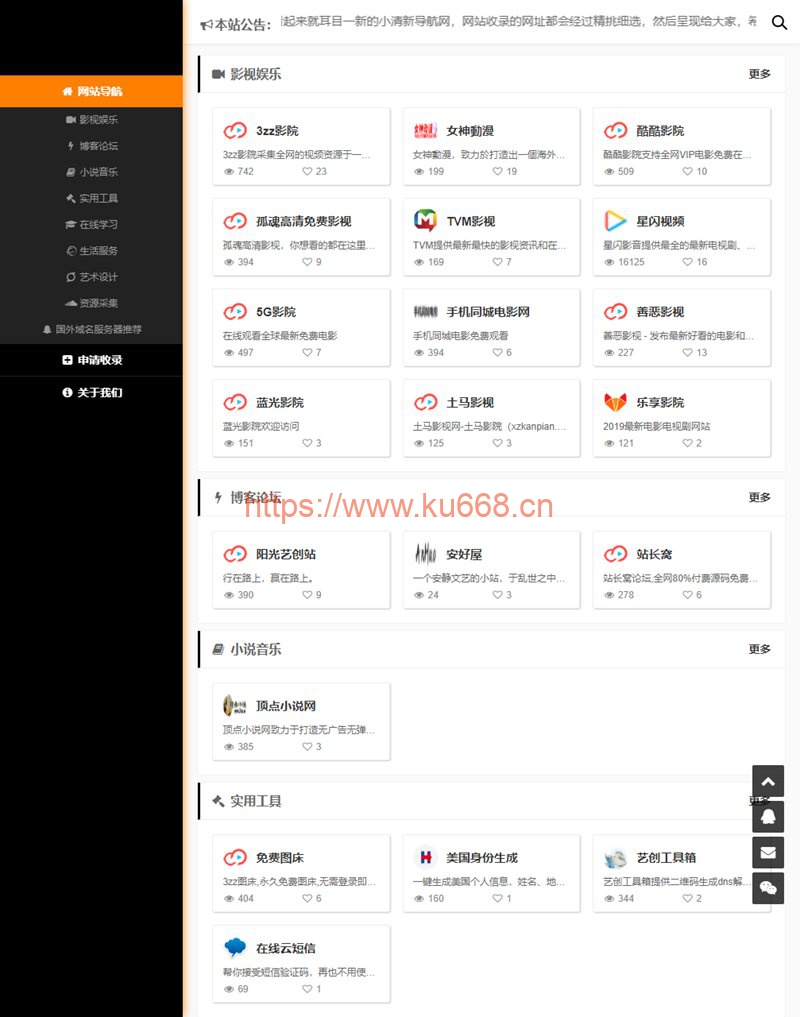 本站公告：
起来就耳目一新的小清新导航网，网站收录的网址都会经过精挑细选，然后呈现给大家，
网站导航
影视娱乐
博客论坛
小说音乐
实用工具
在线学习
生活服务
艺术设计
资源采集
国外域名服务器推荐
申请收录
关于我们
影视娱乐 更多
3zz影院
3zz影院采集全网的视频资源于一...
742 23
女神動漫
女神動漫，致力於打造出一個海外...
199 19
酷酷影院
酷酷影院支持全网VIP电影免费在...
509 10
孤魂高清免费影视
孤魂高清影视，你想看的都在这里...
394 9
TVM影视
TVM提供最新最快的影视资讯和在...
169 7
星闪视频
星闪影音提供最全的最新电视剧、...
16125 16
5G影院
在线观看全球最新免费电影
497 7
手机同城电影网
手机同城电影免费观看
394 6
善恶影视
善恶影视 - 发布最新好看的电影和...
227 13
蓝光影院
蓝光影院欢迎访问
151 3
土马影视
土马影视网-土马影院（xzkanpian....
125 3
乐享影院
2019最新电影电视剧网站
121 2
博客论坛 更多
https://www.ku668.cn
阳光艺创站
行在路上，赢在路上。
390 9
安好屋
一个安静文艺的小站，于乱世之中...
24 3
站长窝
站长窝论坛,全网80%付费源码免费...
278 6
小说音乐 更多
顶点小说网
顶点小说网致力于打造无广告无弹...
385 3
实用工具 更多
免费图床
3zz图床,永久免费图床,无需登录即...
404 6
美国身份生成
一键生成美国个人信息，姓名、地...
160 1
艺创工具箱
艺创工具箱提供二维码生成dns解...
344 2
在线云短信
帮你接受短信验证码，再也不用使...
69 1